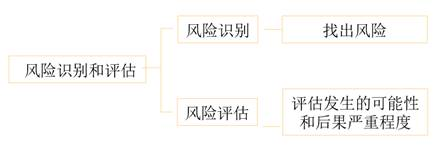 风险识别
找出风险
风险识别和评估
风险评估
评估发生的可能性
和后果严重程度